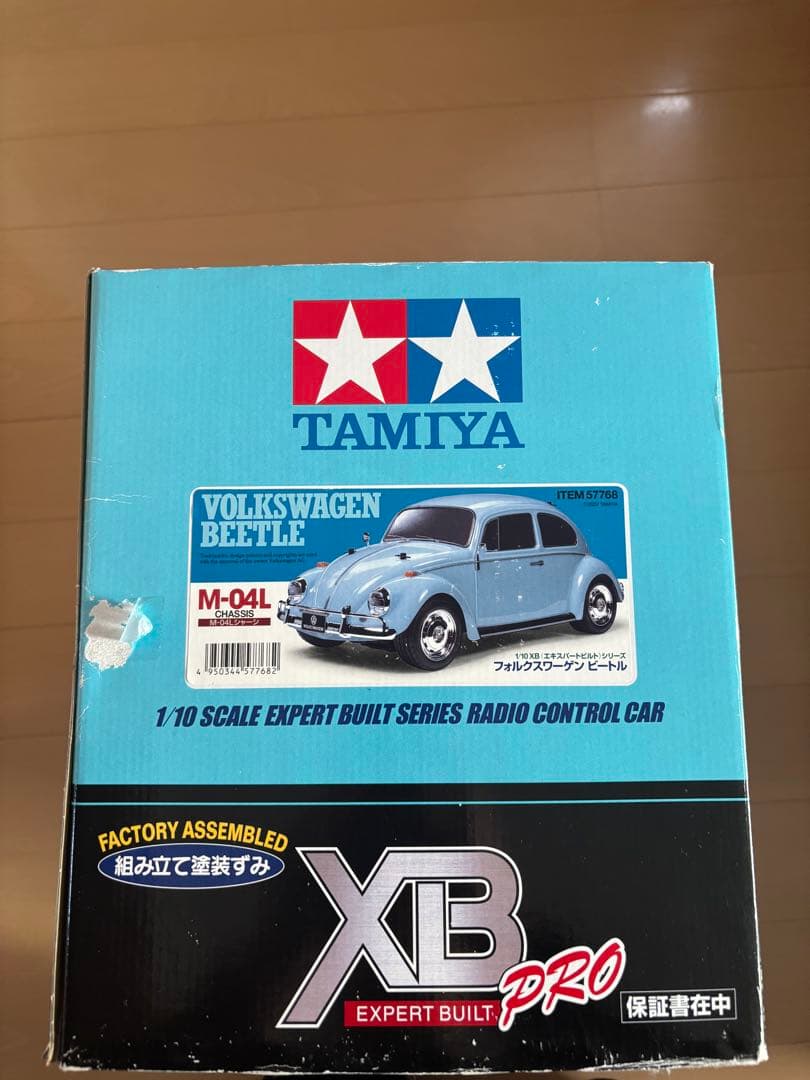 TAMIYA
VOLKSWAGEN
BEETLE
ITEM 57768
M-04L
CHASSIS
M-04Lシャーシ
4 950344 577682
1/10 XB (エキスパートビルト) シリーズ
フォルクスワーゲン ビートル
1/10 SCALE EXPERT BUILT SERIES RADIO CONTROL CAR
FACTORY ASSEMBLED
組み立て塗装ずみ
XB
PRO
EXPERT BUILT
保証書在中